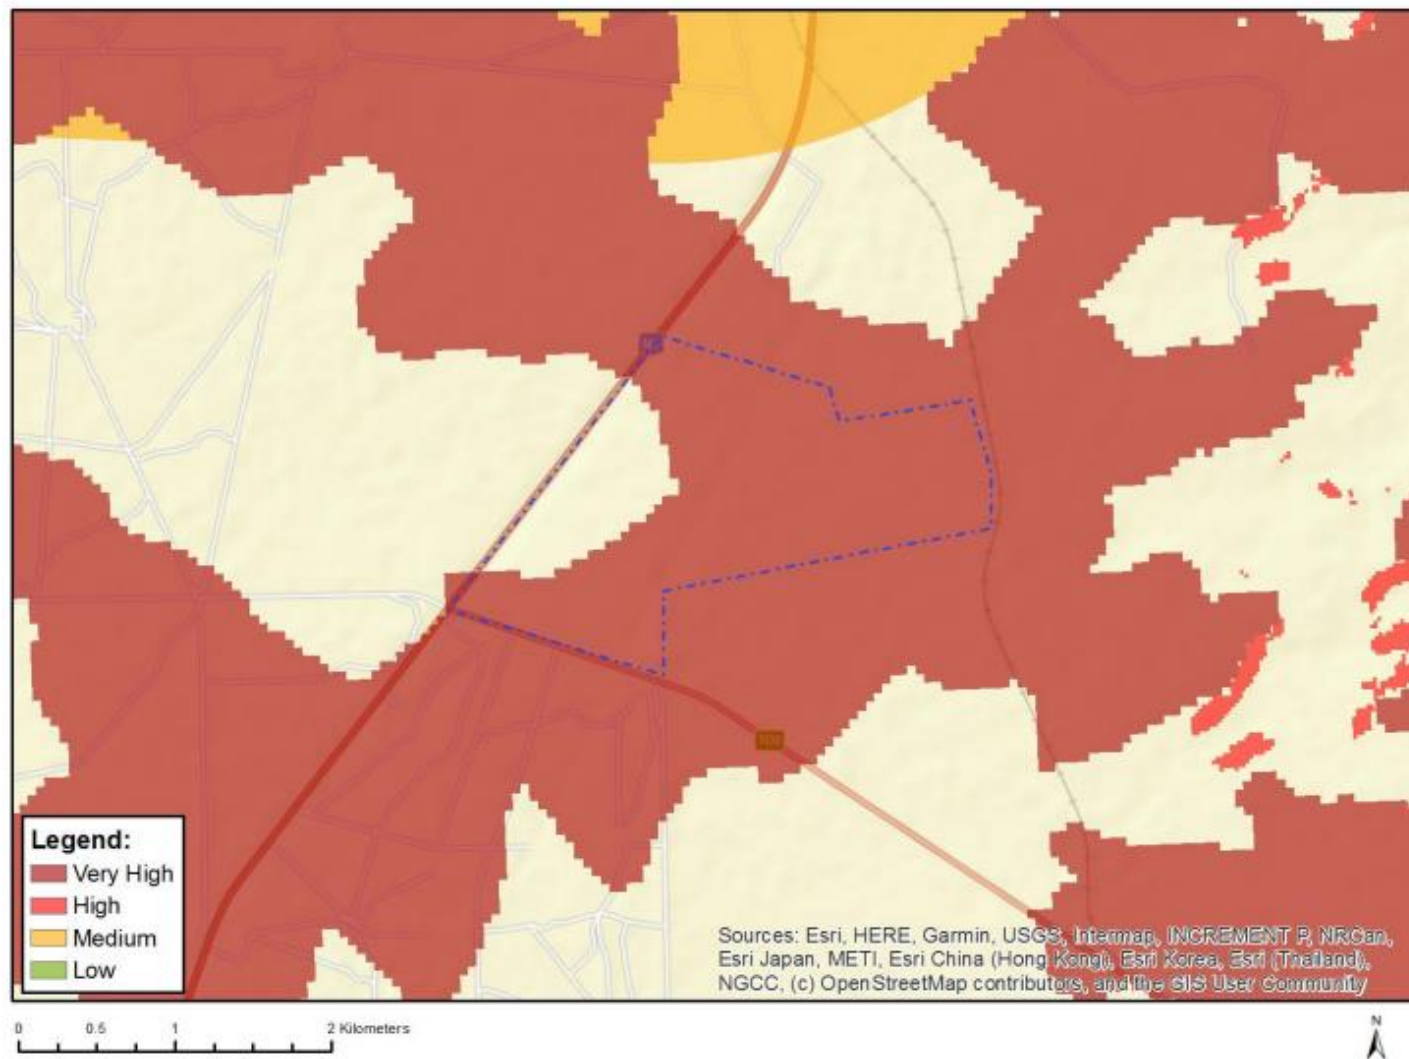 Legend:
Very High
High
Medium
Low
Sources: Esri, HERE, Garmin, USGS, Intermap, INCREMENT P, NRCan,
Esri Japan, METI, Esri China (Hong Kong), Esri Korea, Esri (Thailand),
NGCC, (c) OpenStreetMap contributors, and the GIS User Community
0 0.5 1 2 Kilometers
N